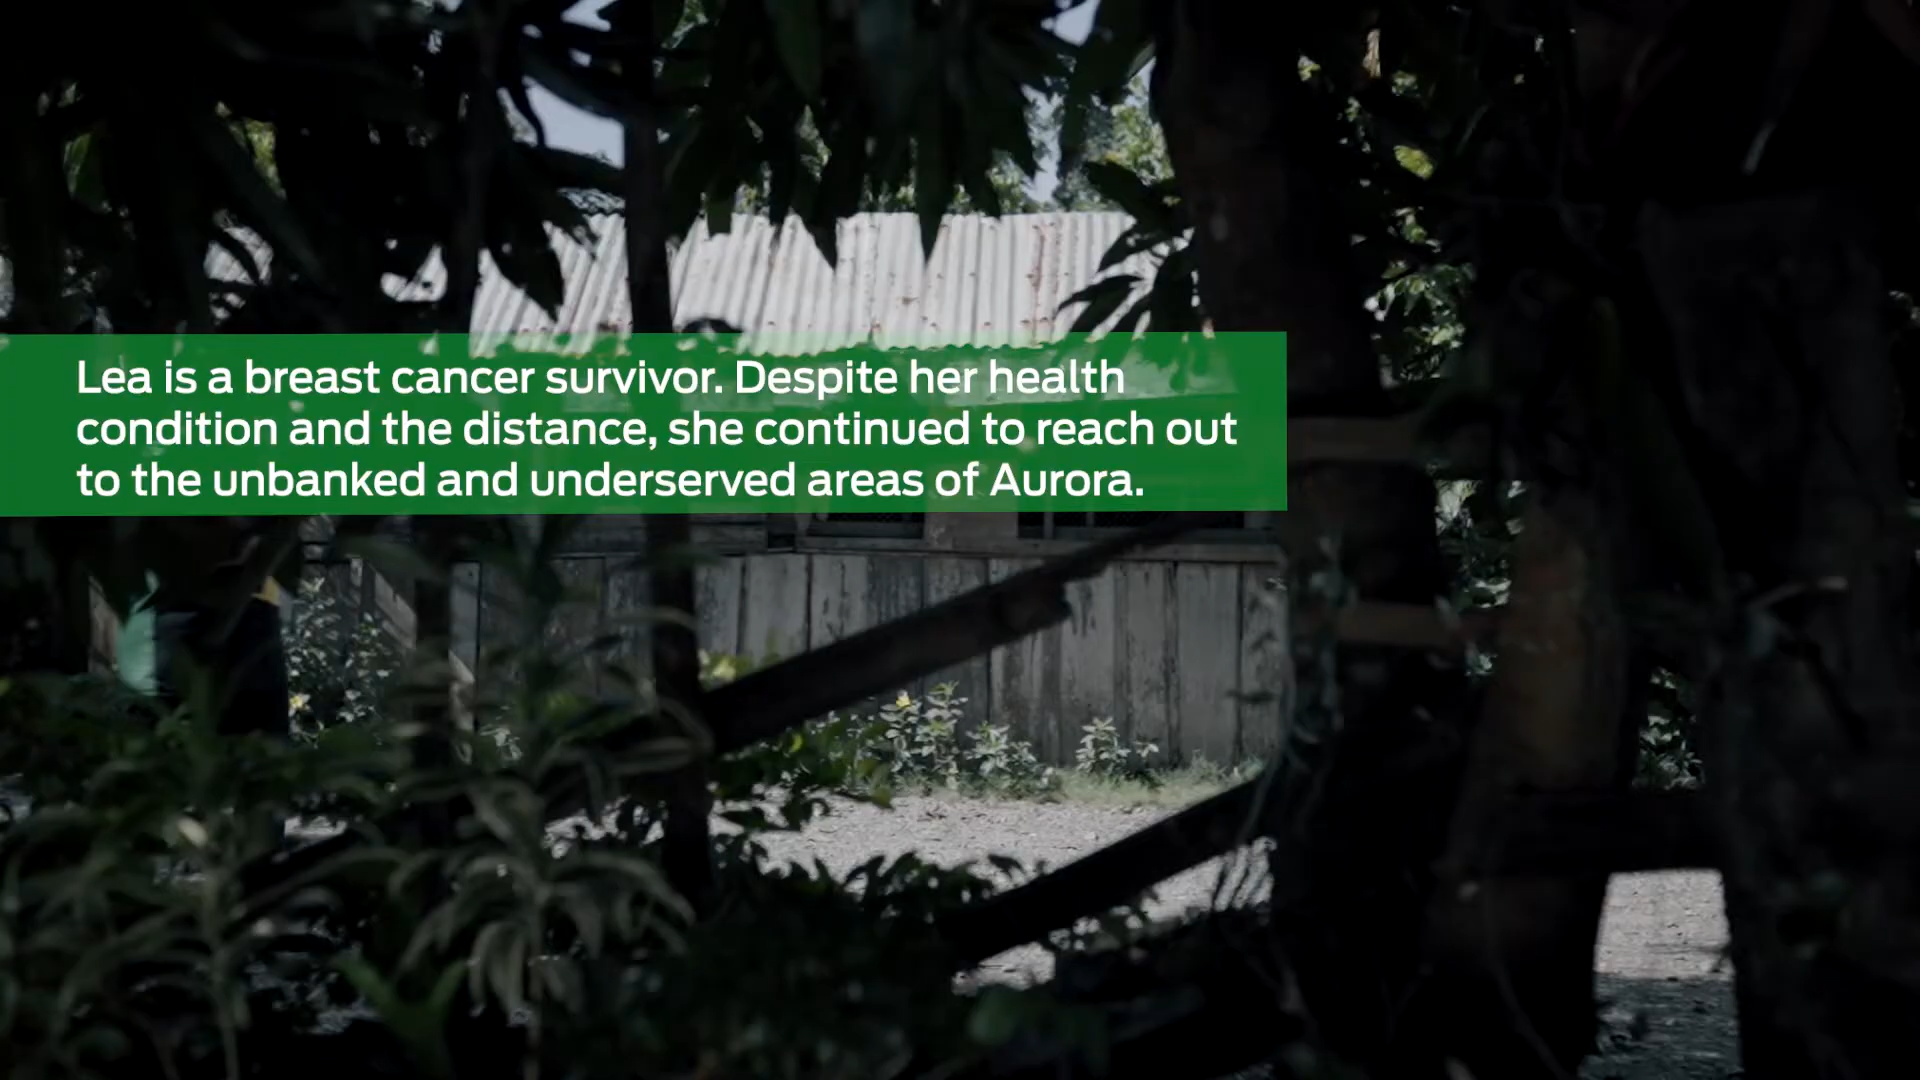 Lea is a breast cancer survivor. Despite her health
condition and the distance, she continued to reach out
to the unbanked and underserved areas of Aurora.